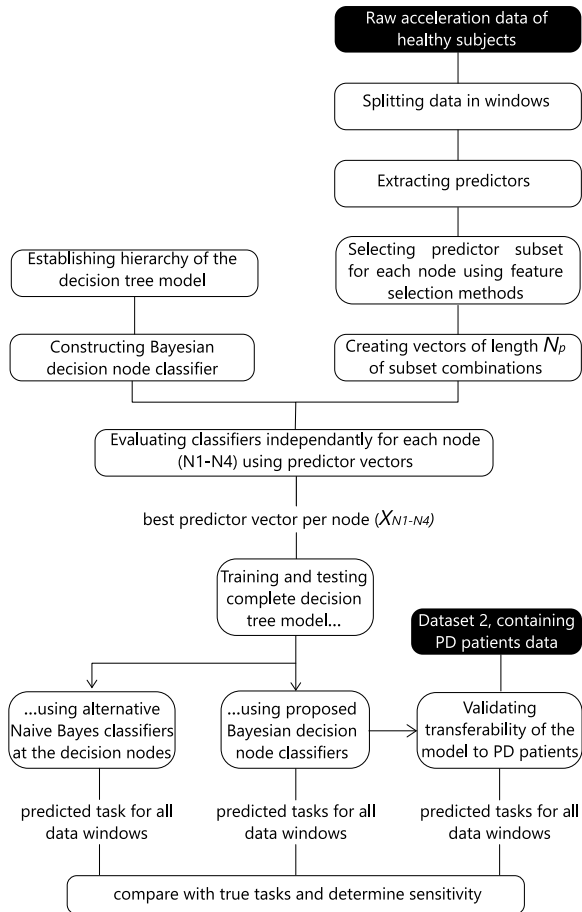 Raw acceleration data of
healthy subjects
Splitting data in windows
Extracting predictors
Selecting predictor subset
for each node using feature
selection methods
Creating vectors of length Np
of subset combinations
Establishing hierarchy of the
decision tree model
Constructing Bayesian
decision node classifier
Evaluating classifiers independantly for each node
(N1-N4) using predictor vectors
best predictor vector per node (XN1-N4)
Training and testing
complete decision
tree model...
Dataset 2, containing
PD patients data
...using alternative
Naive Bayes classifiers
at the decision nodes
...using proposed
Bayesian decision
node classifiers
Validating
transferability of the
model to PD patients
predicted task for all
data windows
predicted tasks for all
data windows
predicted tasks for all
data windows
compare with true tasks and determine sensitivity